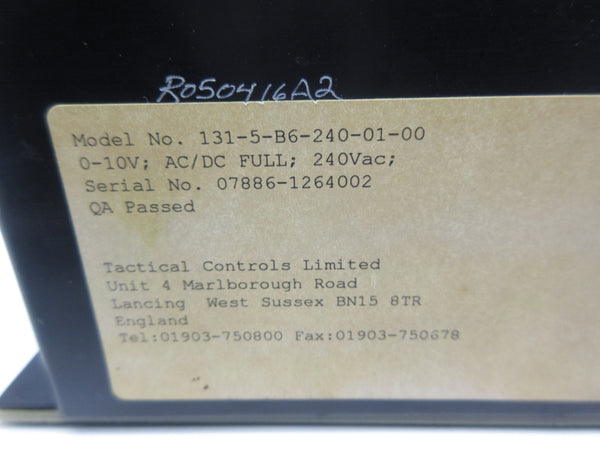 R050416A2
Model No. 131-5-B6-240-01-00
0-10V; AC/DC FULL; 240Vac;
Serial No. 07886-1264002
QA Passed
Tactical Controls Limited
Unit 4 Marlborough Road
Lancing West Sussex BN15 8TR
England
Tel:01903-750800 Fax:01903-750678